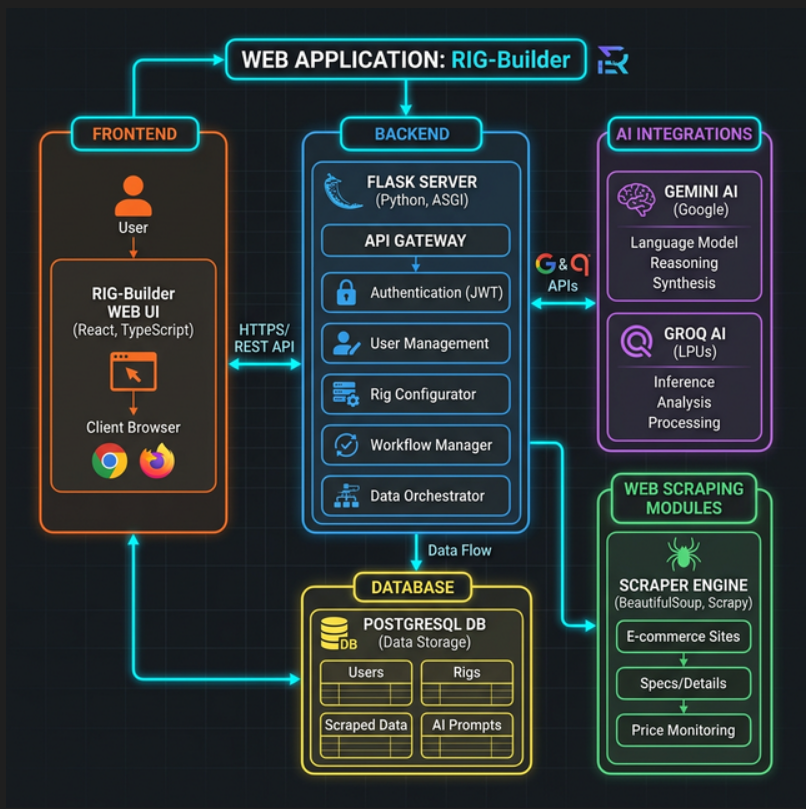 WEB APPLICATION: RIG-Builder
FRONTEND
User
RIG-Builder
WEB UI
(React, TypeScript)
Client Browser
HTTPS/
REST API
BACKEND
FLASK SERVER
(Python, ASGI)
API GATEWAY
Authentication (JWT)
User Management
Rig Configurator
Workflow Manager
Data Orchestrator
Data Flow
G & q
APIs
AI INTEGRATIONS
GEMINI AI
(Google)
Language Model
Reasoning
Synthesis
GROQ AI
(LPUs)
Inference
Analysis
Processing
DATABASE
POSTGRESQL DB
(Data Storage)
DB
Users
Rigs
Scraped Data
AI Prompts
WEB SCRAPING
MODULES
SCRAPER ENGINE
(BeautifulSoup, Scrapy)
E-commerce Sites
Specs/Details
Price Monitoring